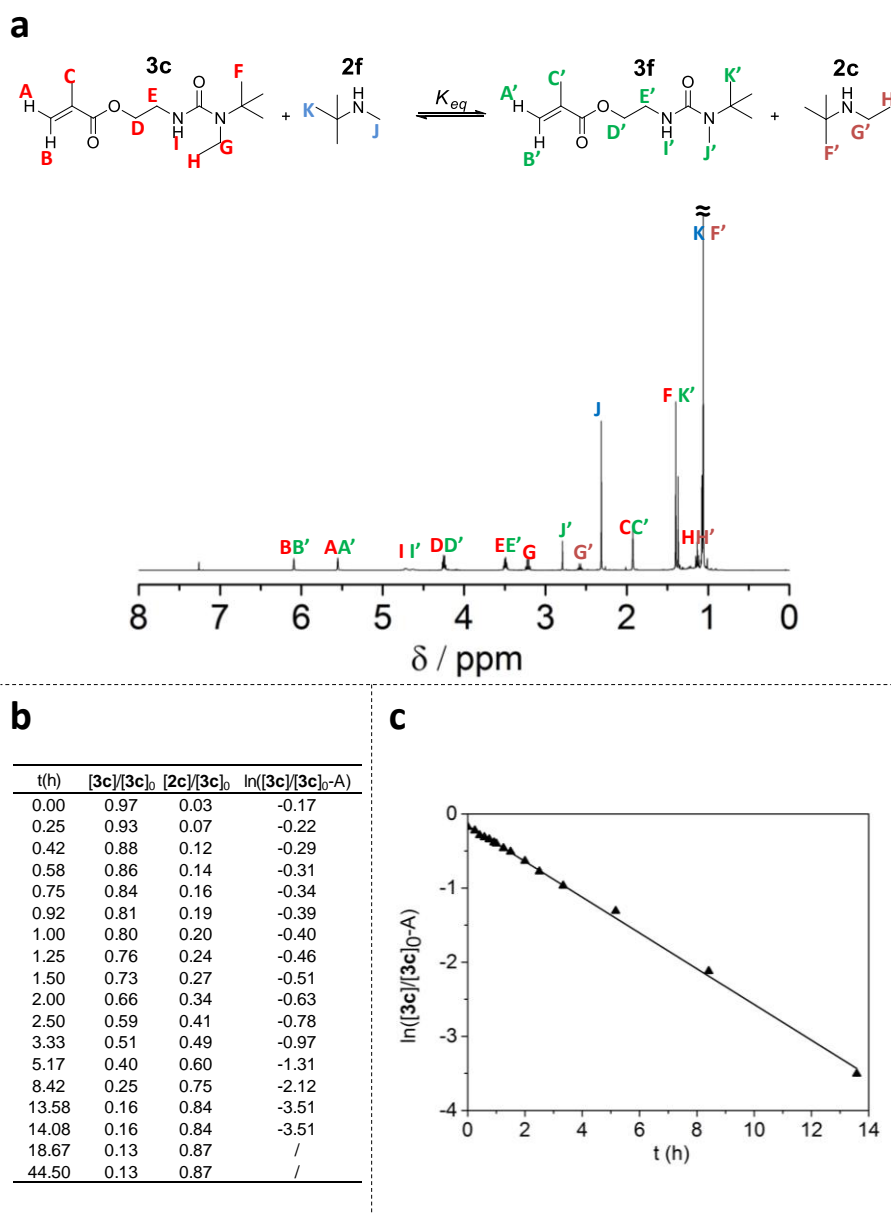 a
3c 2f 3f 2c
A C E F K J
O O O N H N H
D I H G B
+
K_eq
A' C' E' K'
O O O N H N H
D' I' J' B' H
G' F'
+
≈
K F'
J
F K'
BB' AA' I I' DD' EE' G J' G' CC' HH'
8 7 6 5 4 3 2 1 0
δ / ppm
b
t(h) [3c]/[3c]0 [2c]/[3c]0 ln([3c]/[3c]0-A)
0.00 0.97 0.03 -0.17
0.25 0.93 0.07 -0.22
0.42 0.88 0.12 -0.29
0.58 0.86 0.14 -0.31
0.75 0.84 0.16 -0.34
0.92 0.81 0.19 -0.39
1.00 0.80 0.20 -0.40
1.25 0.76 0.24 -0.46
1.50 0.73 0.27 -0.51
2.00 0.66 0.34 -0.63
2.50 0.59 0.41 -0.78
3.33 0.51 0.49 -0.97
5.17 0.40 0.60 -1.31
8.42 0.25 0.75 -2.12
13.58 0.16 0.84 -3.51
14.08 0.16 0.84 -3.51
18.67 0.13 0.87 /
44.50 0.13 0.87 /
c
ln([3c]/[3c]0-A)
0
-1
-2
-3
-4
0 2 4 6 8 10 12 14
t (h)